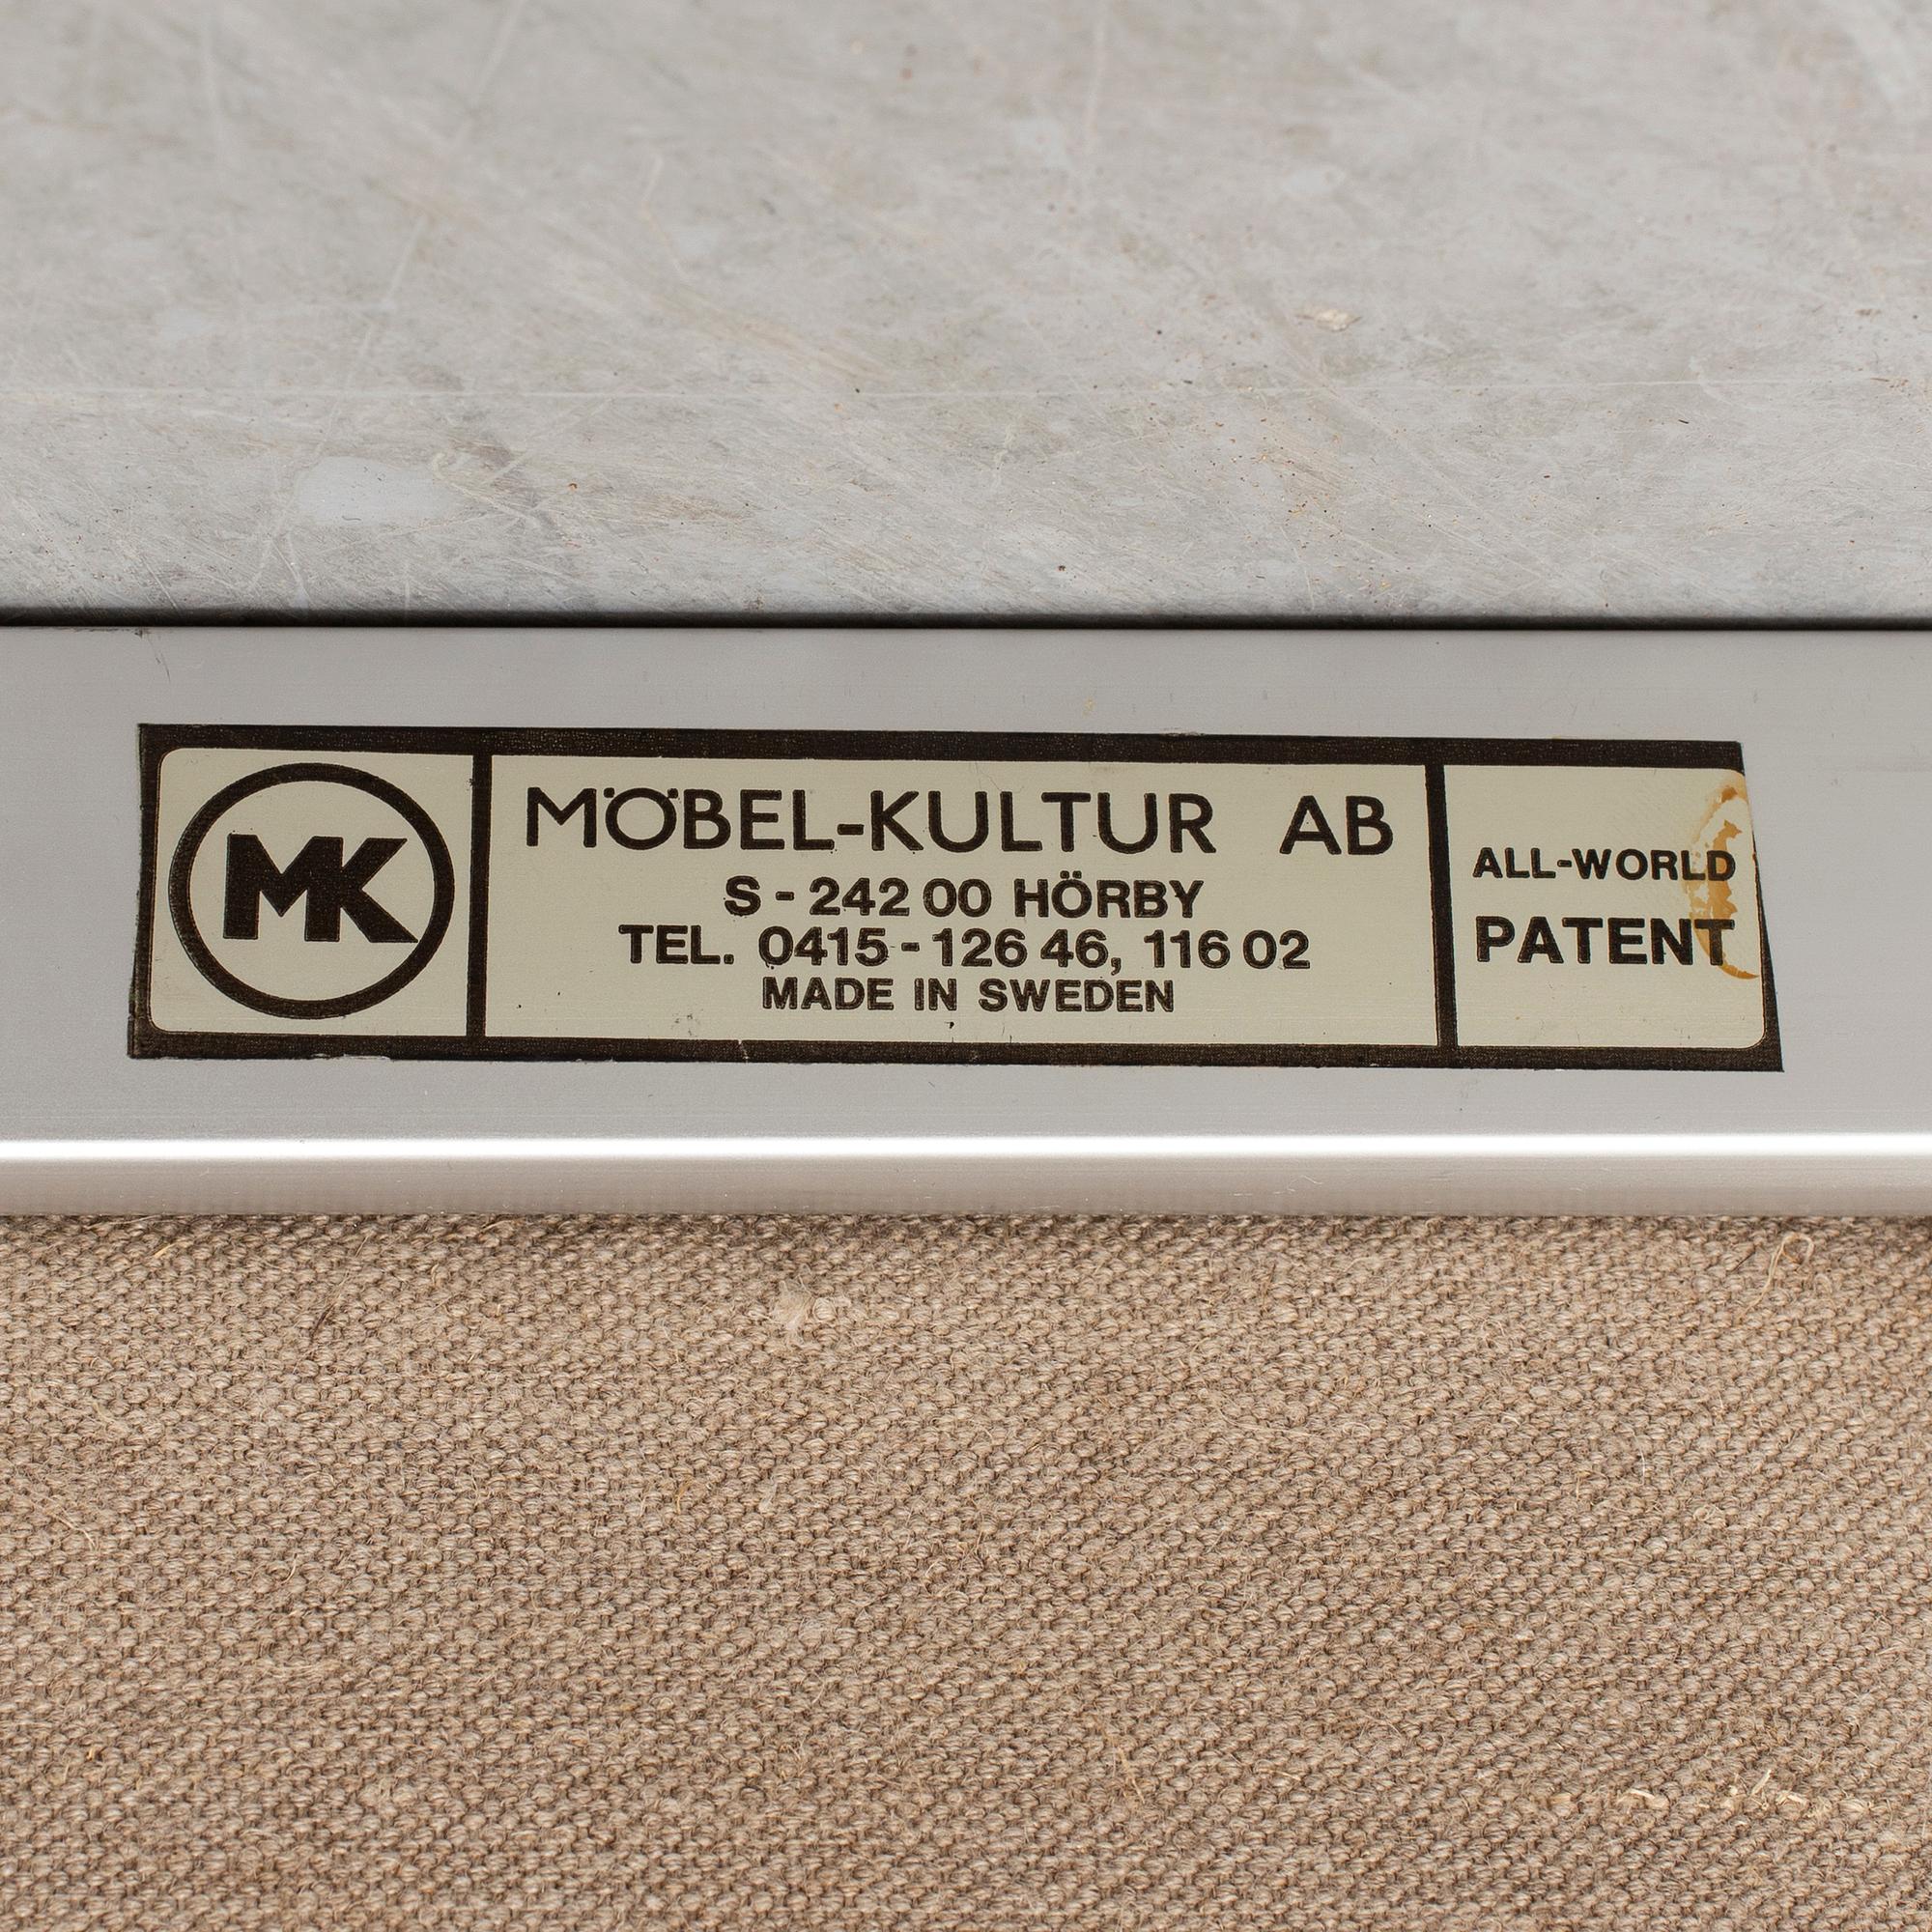 MK
MÖBEL-KULTUR AB
S - 242 00 HÖRBY
TEL. 0415 - 126 46, 116 02
MADE IN SWEDEN
ALL-WORLD
PATENT